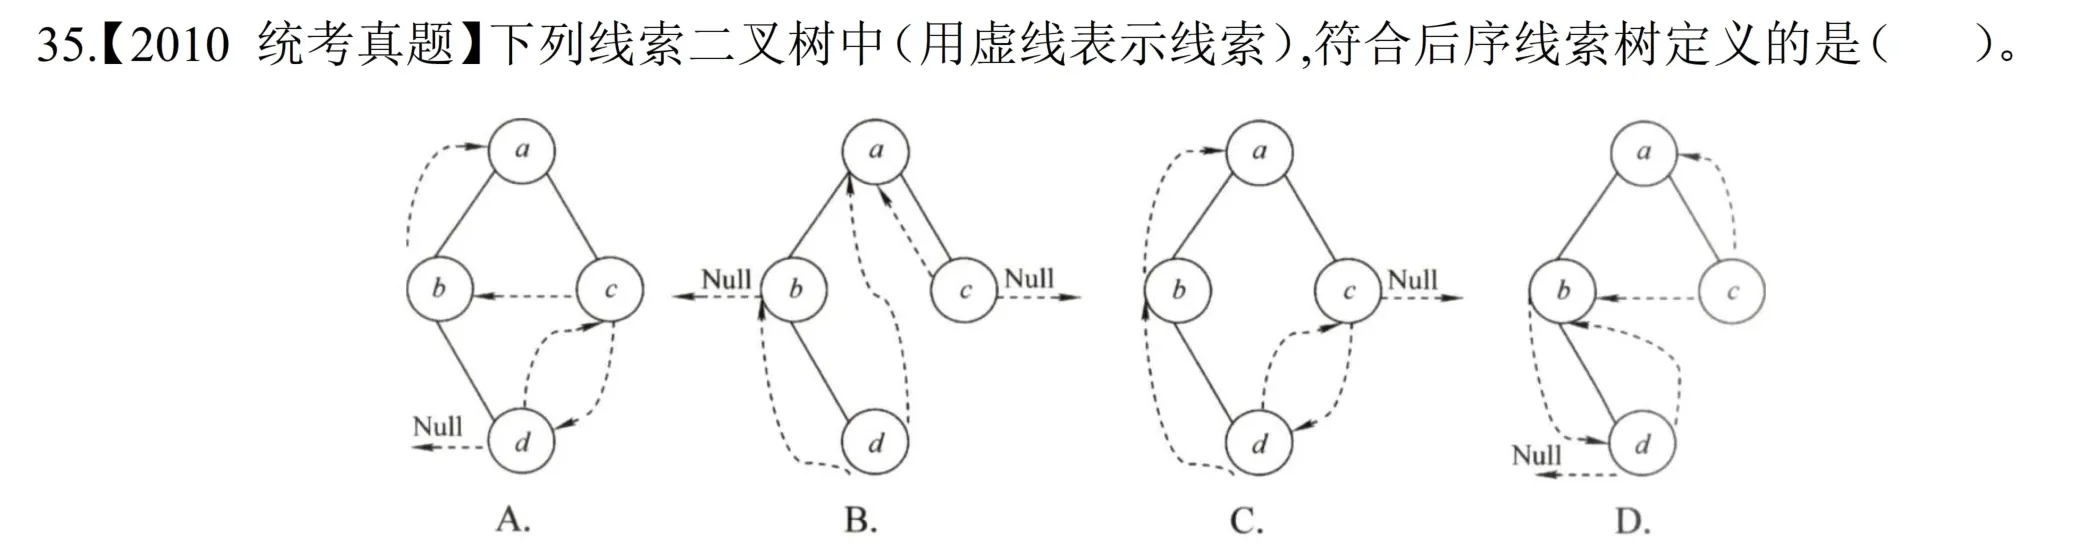 35.【2010 统考真题】下列线索二叉树中(用虚线表示线索),符合后序线索树定义的是(    )。
a a a a
Null Null Null
b c b c b c b c
Null Null
d d d d
A. B. C. D.